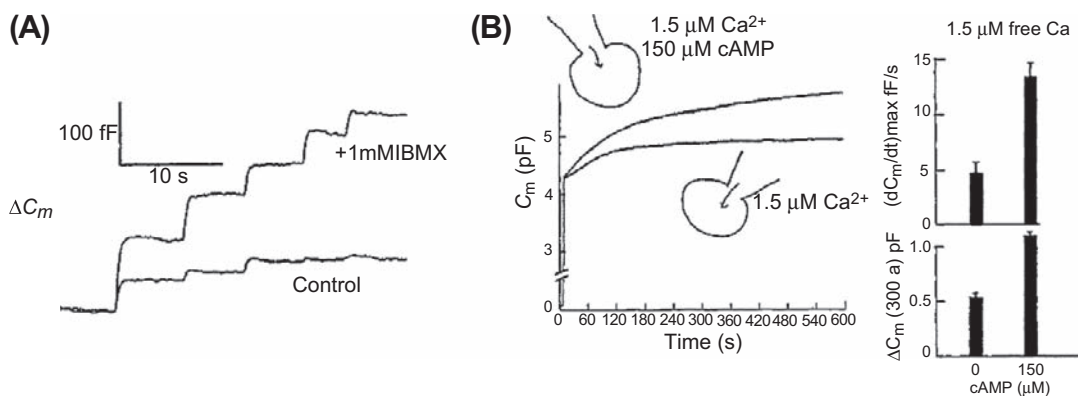 (A)
100 fF
10 s
+1mMIBMX
ΔCm
Control
(B)
1.5 μM Ca2+
150 μM cAMP
Cm (pF)
5
4
3
0
0 60 120 180 240 300 360 420 480 540 600
Time (s)
1.5 μM Ca2+
1.5 μM free Ca
(dCm/dt)max fF/s
15
10
5
0
ΔCm (300 a) pF
1.0
0.5
0
0 150
cAMP (μM)